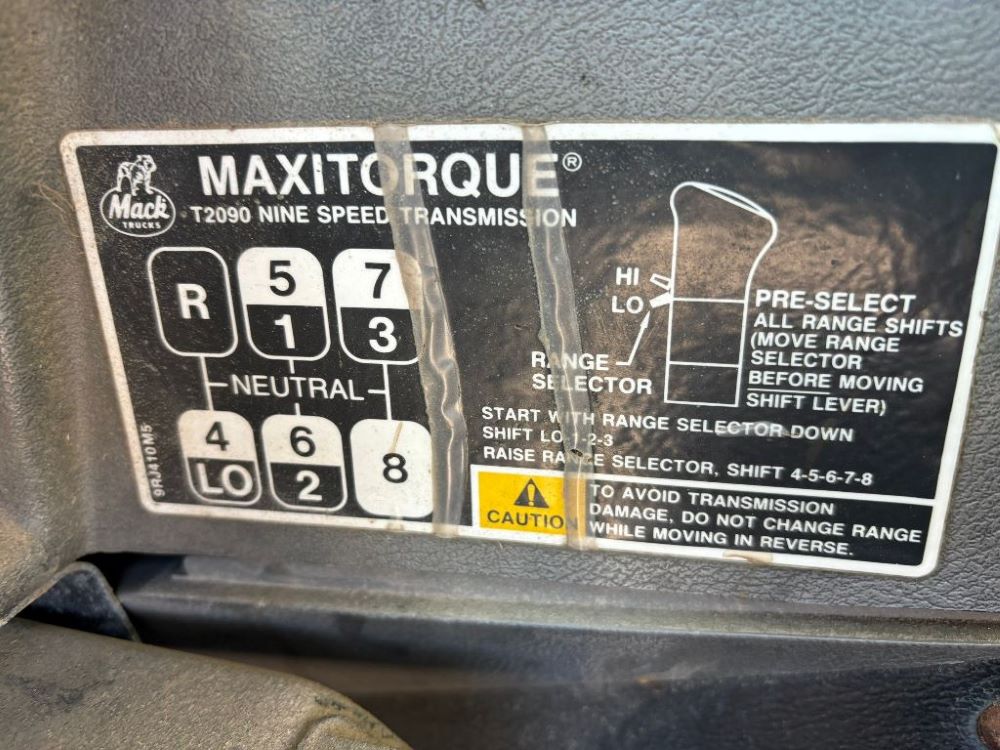 Mack
TRUCKS
MAXITORQUE®
T2090 NINE SPEED TRANSMISSION
R
5
1
7
3
NEUTRAL
4
LO
6
2
8
9RJ410M5
HI
LO
RANGE
SELECTOR
PRE-SELECT
ALL RANGE SHIFTS
(MOVE RANGE
SELECTOR
BEFORE MOVING
SHIFT LEVER)
START WITH RANGE SELECTOR DOWN
SHIFT LO-1-2-3
RAISE RANGE SELECTOR, SHIFT 4-5-6-7-8
CAUTION
TO AVOID TRANSMISSION
DAMAGE, DO NOT CHANGE RANGE
WHILE MOVING IN REVERSE.